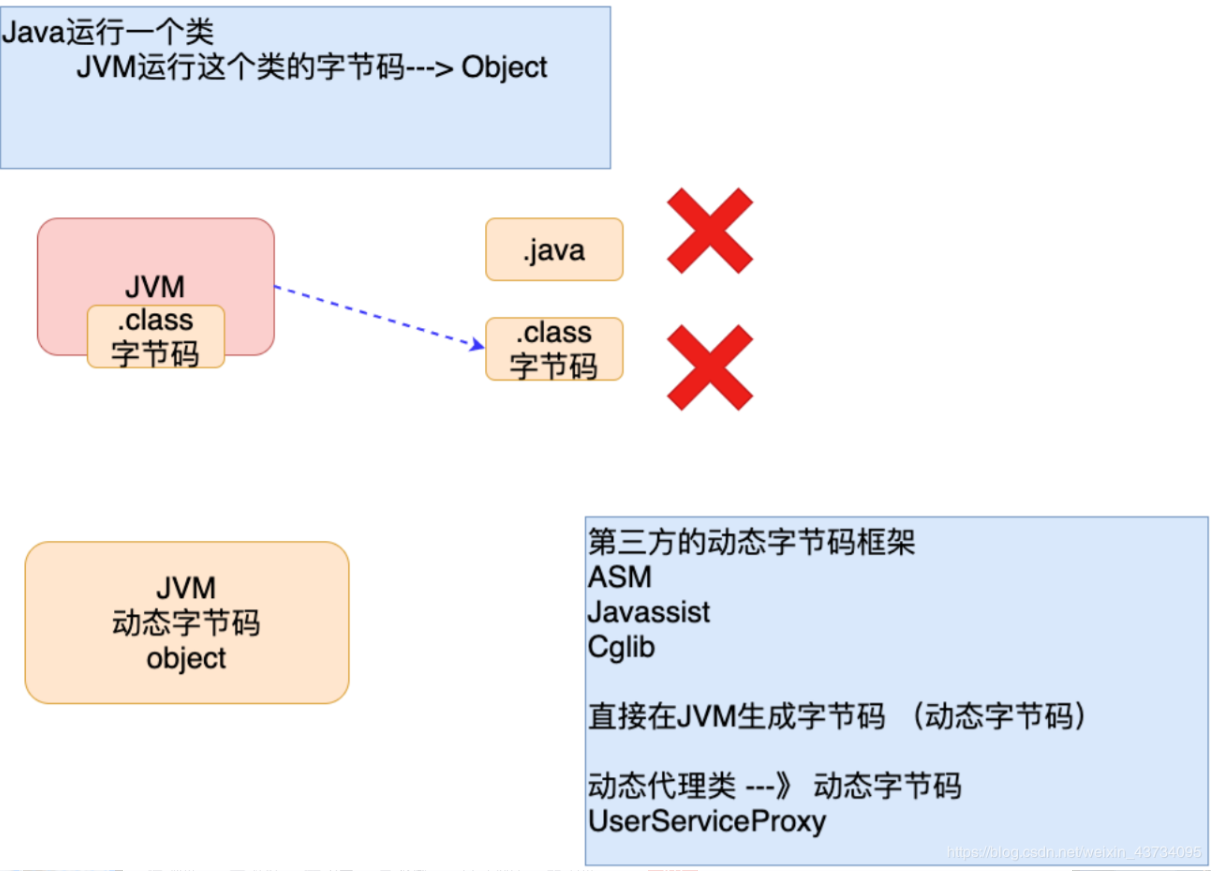 Java运行一个类
JVM运行这个类的字节码---> Object
JVM
.class
字节码
.java
.class
字节码
JVM
动态字节码
object
第三方的动态字节码框架
ASM
Javassist
Cglib
直接在JVM生成字节码 （动态字节码）
动态代理类 ---》 动态字节码
UserServiceProxy
https://blog.csdn.net/weixin_43734095